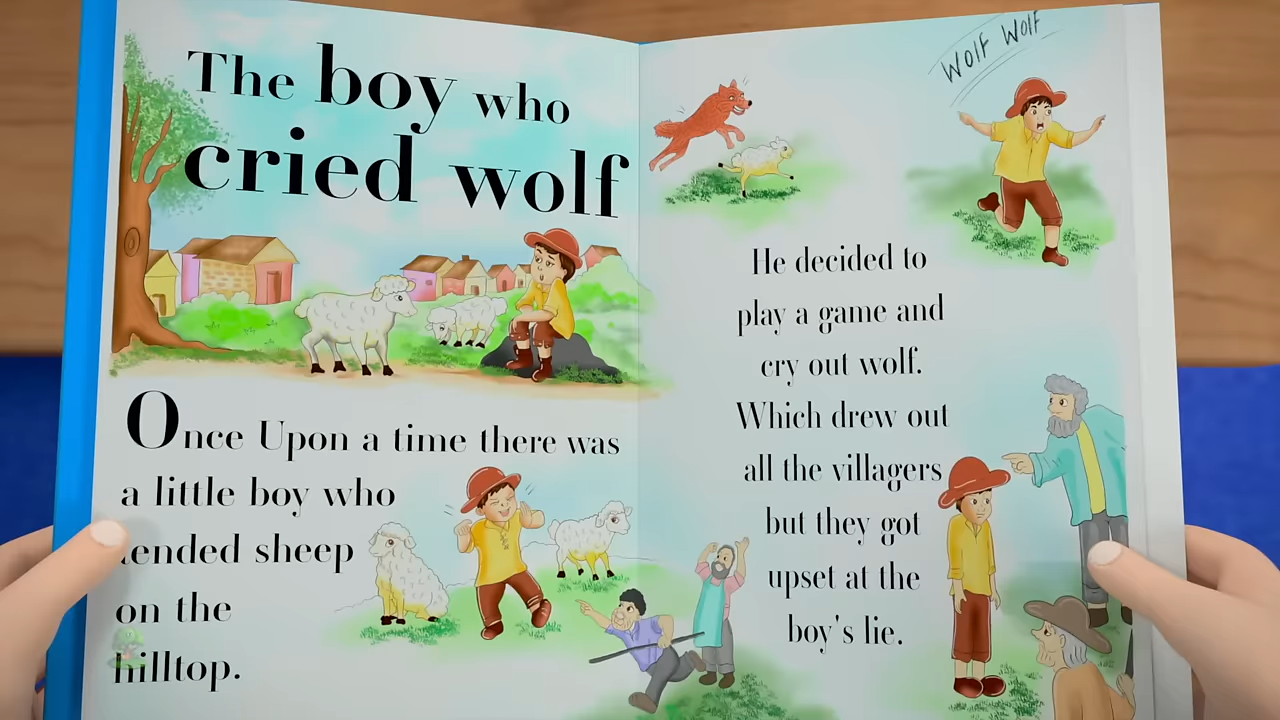 The boy who
cried wolf
Once Upon a time there was
a little boy who
tended sheep
on the
hilltop.
Wolf Wolf
He decided to
play a game and
cry out wolf.
Which drew out
all the villagers
but they got
upset at the
boy's lie.